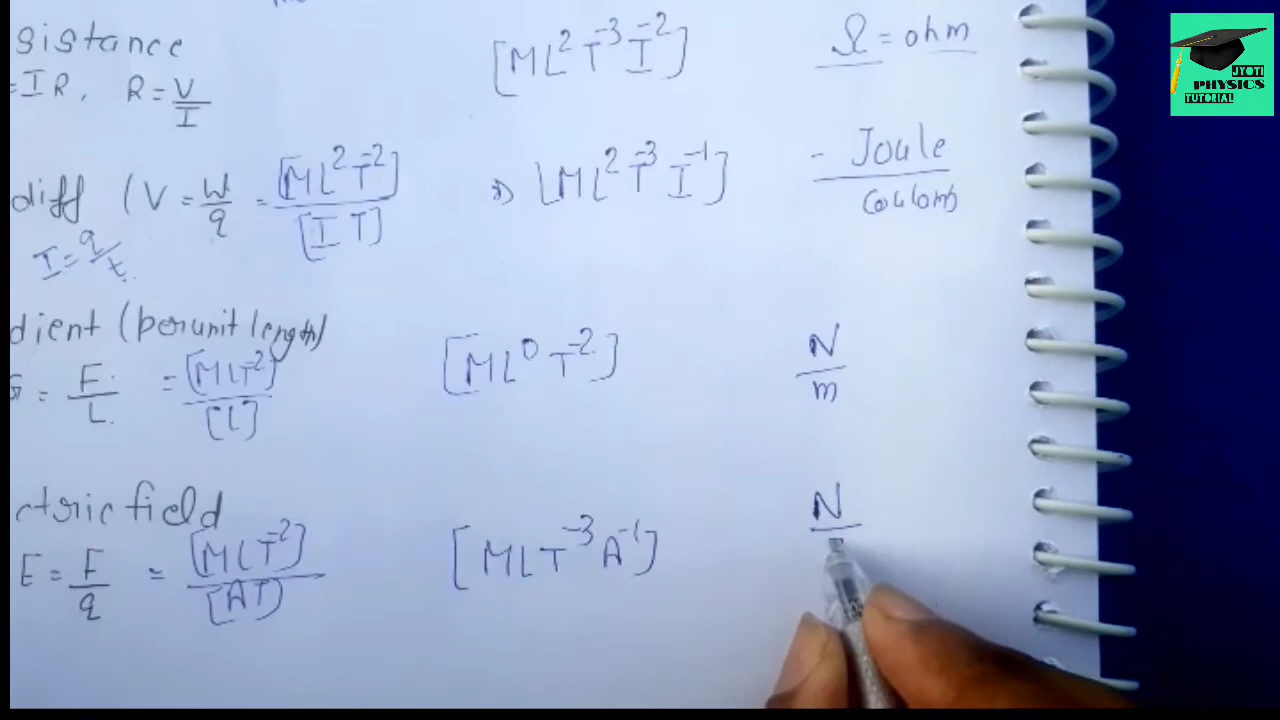 sistance [ML²T⁻³I⁻²] Ω = ohm
=IR, R = V/I
diff (V = W/q = [ML²T⁻²]/[IT] ⇒ [ML²T⁻³I⁻¹] - Joule/Coulomb
I = q/t
dient (per unit length)
= F/L = [MLT⁻²]/[L] [ML⁰T⁻²] N/m
ctric field
E = F/q = [MLT⁻²]/[AT] [MLT⁻³A⁻¹] N/
JYOTI
PHYSICS
TUTORIAL